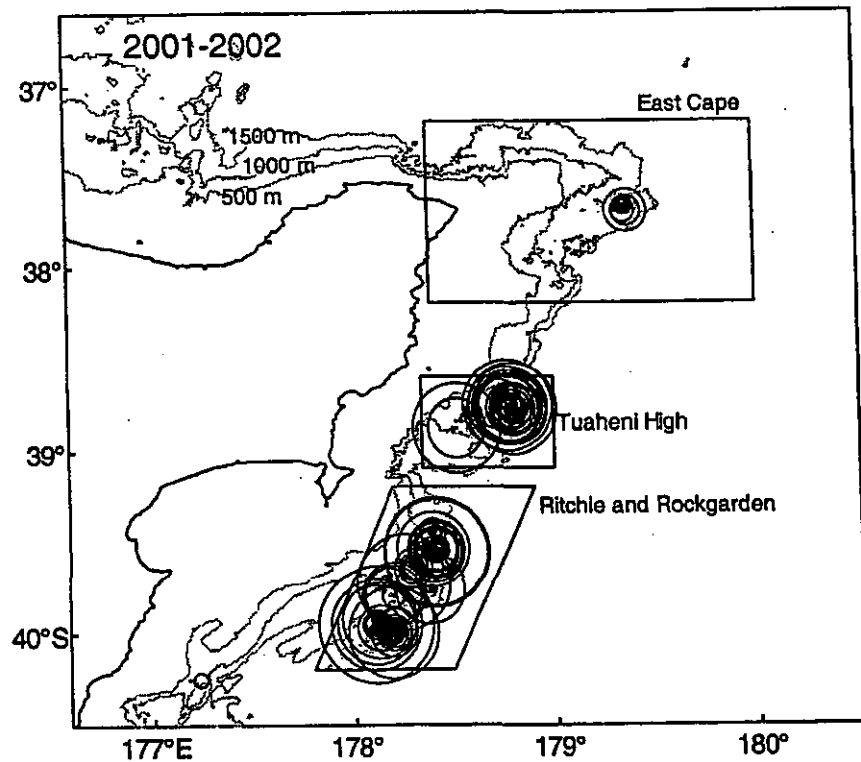 2001-2002
37°
East Cape
1500 m
1000 m
500 m
38°
Tuaheni High
39°
Ritchie and Rockgarden
40°S
177°E
178°
179°
180°